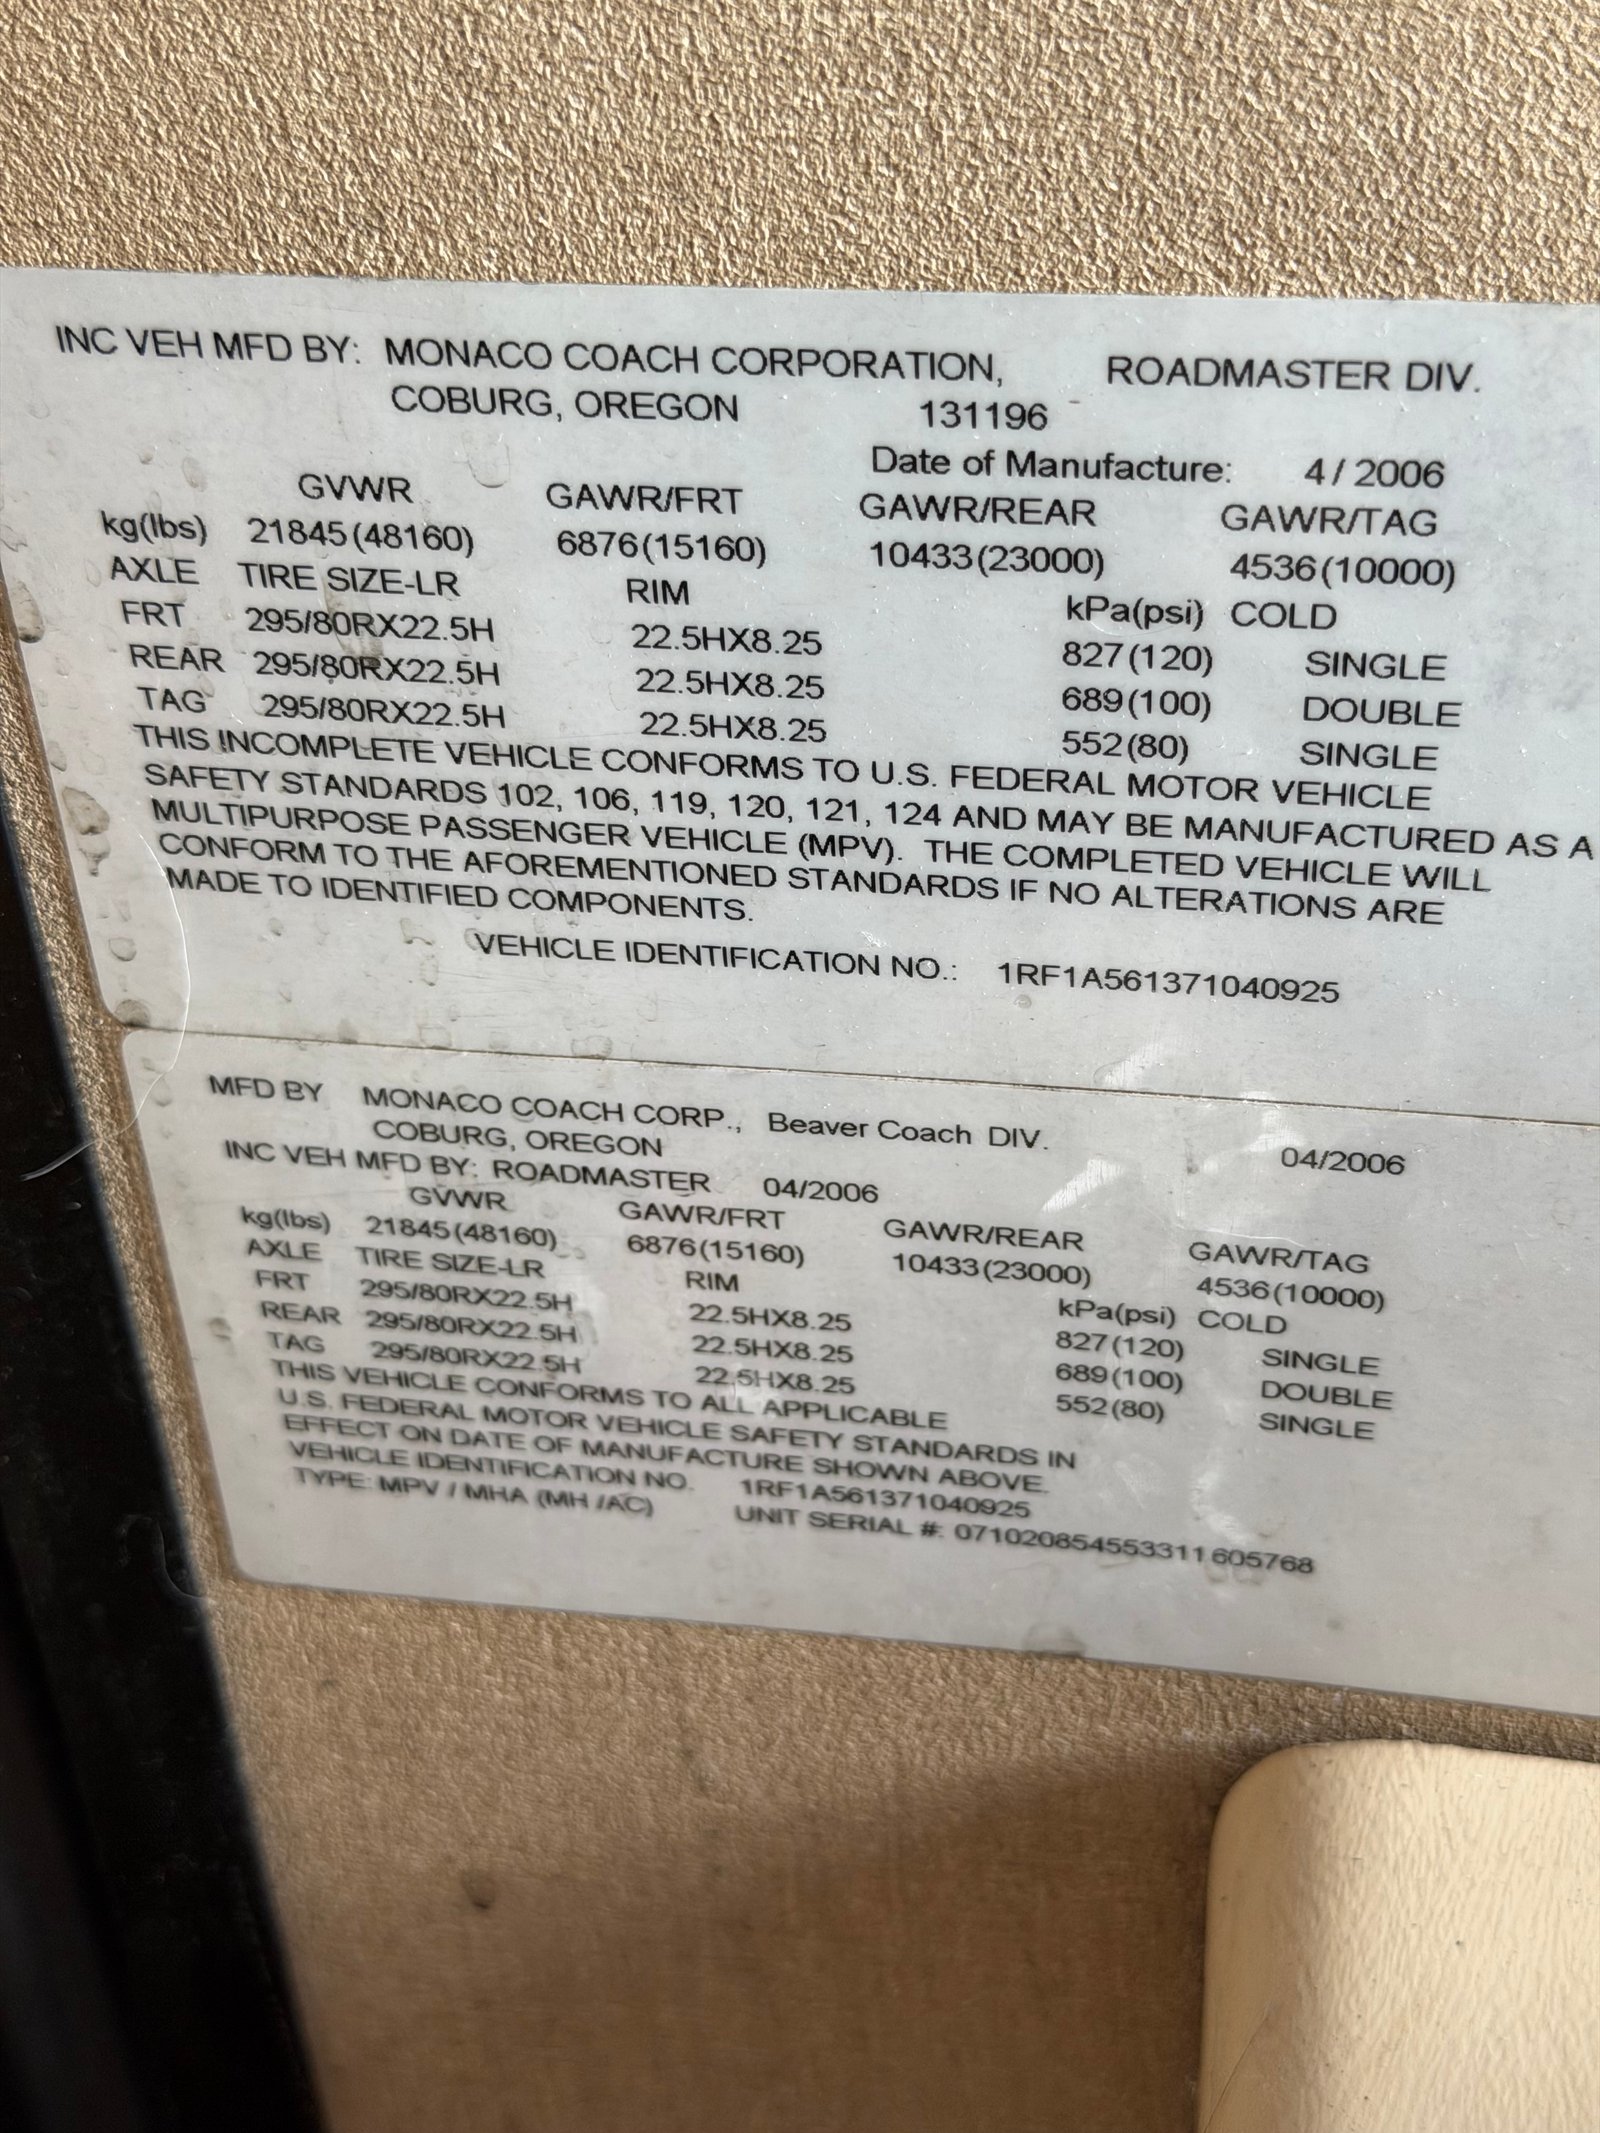 INC VEH MFD BY: MONACO COACH CORPORATION, ROADMASTER DIV.
COBURG, OREGON 131196
Date of Manufacture: 4 / 2006
GVWR GAWR/FRT GAWR/REAR GAWR/TAG
kg(lbs) 21845(48160) 6876(15160) 10433(23000) 4536(10000)
AXLE TIRE SIZE-LR RIM kPa(psi) COLD
FRT 295/80RX22.5H 22.5HX8.25 827(120) SINGLE
REAR 295/80RX22.5H 22.5HX8.25 689(100) DOUBLE
TAG 295/80RX22.5H 22.5HX8.25 552(80) SINGLE
THIS INCOMPLETE VEHICLE CONFORMS TO U.S. FEDERAL MOTOR VEHICLE
SAFETY STANDARDS 102, 106, 119, 120, 121, 124 AND MAY BE MANUFACTURED AS A
MULTIPURPOSE PASSENGER VEHICLE (MPV). THE COMPLETED VEHICLE WILL
CONFORM TO THE AFOREMENTIONED STANDARDS IF NO ALTERATIONS ARE
MADE TO IDENTIFIED COMPONENTS.
VEHICLE IDENTIFICATION NO.: 1RF1A561371040925
MFD BY MONACO COACH CORP., Beaver Coach DIV.
COBURG, OREGON 04/2006
INC VEH MFD BY: ROADMASTER 04/2006
GVWR GAWR/FRT GAWR/REAR GAWR/TAG
kg(lbs) 21845(48160) 6876(15160) 10433(23000) 4536(10000)
AXLE TIRE SIZE-LR RIM kPa(psi) COLD
FRT 295/80RX22.5H 22.5HX8.25 827(120) SINGLE
REAR 295/80RX22.5H 22.5HX8.25 689(100) DOUBLE
TAG 295/80RX22.5H 22.5HX8.25 552(80) SINGLE
THIS VEHICLE CONFORMS TO ALL APPLICABLE
U.S. FEDERAL MOTOR VEHICLE SAFETY STANDARDS IN
EFFECT ON DATE OF MANUFACTURE SHOWN ABOVE.
VEHICLE IDENTIFICATION NO. 1RF1A561371040925
TYPE: MPV / MHA (MH /AC) UNIT SERIAL #: 071020854553311 605768